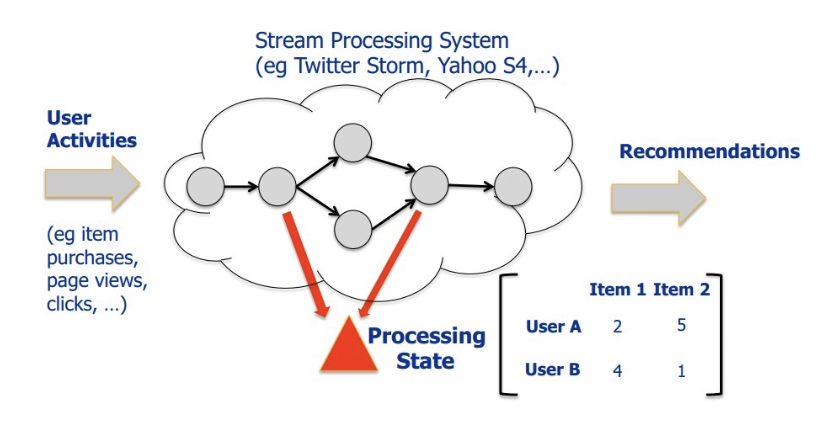 Stream Processing System
(eg Twitter Storm, Yahoo S4,...)
User
Activities
(eg item
purchases,
page views,
clicks, ...)
Recommendations
Processing
State
Item 1 Item 2
User A 2 5
User B 4 1